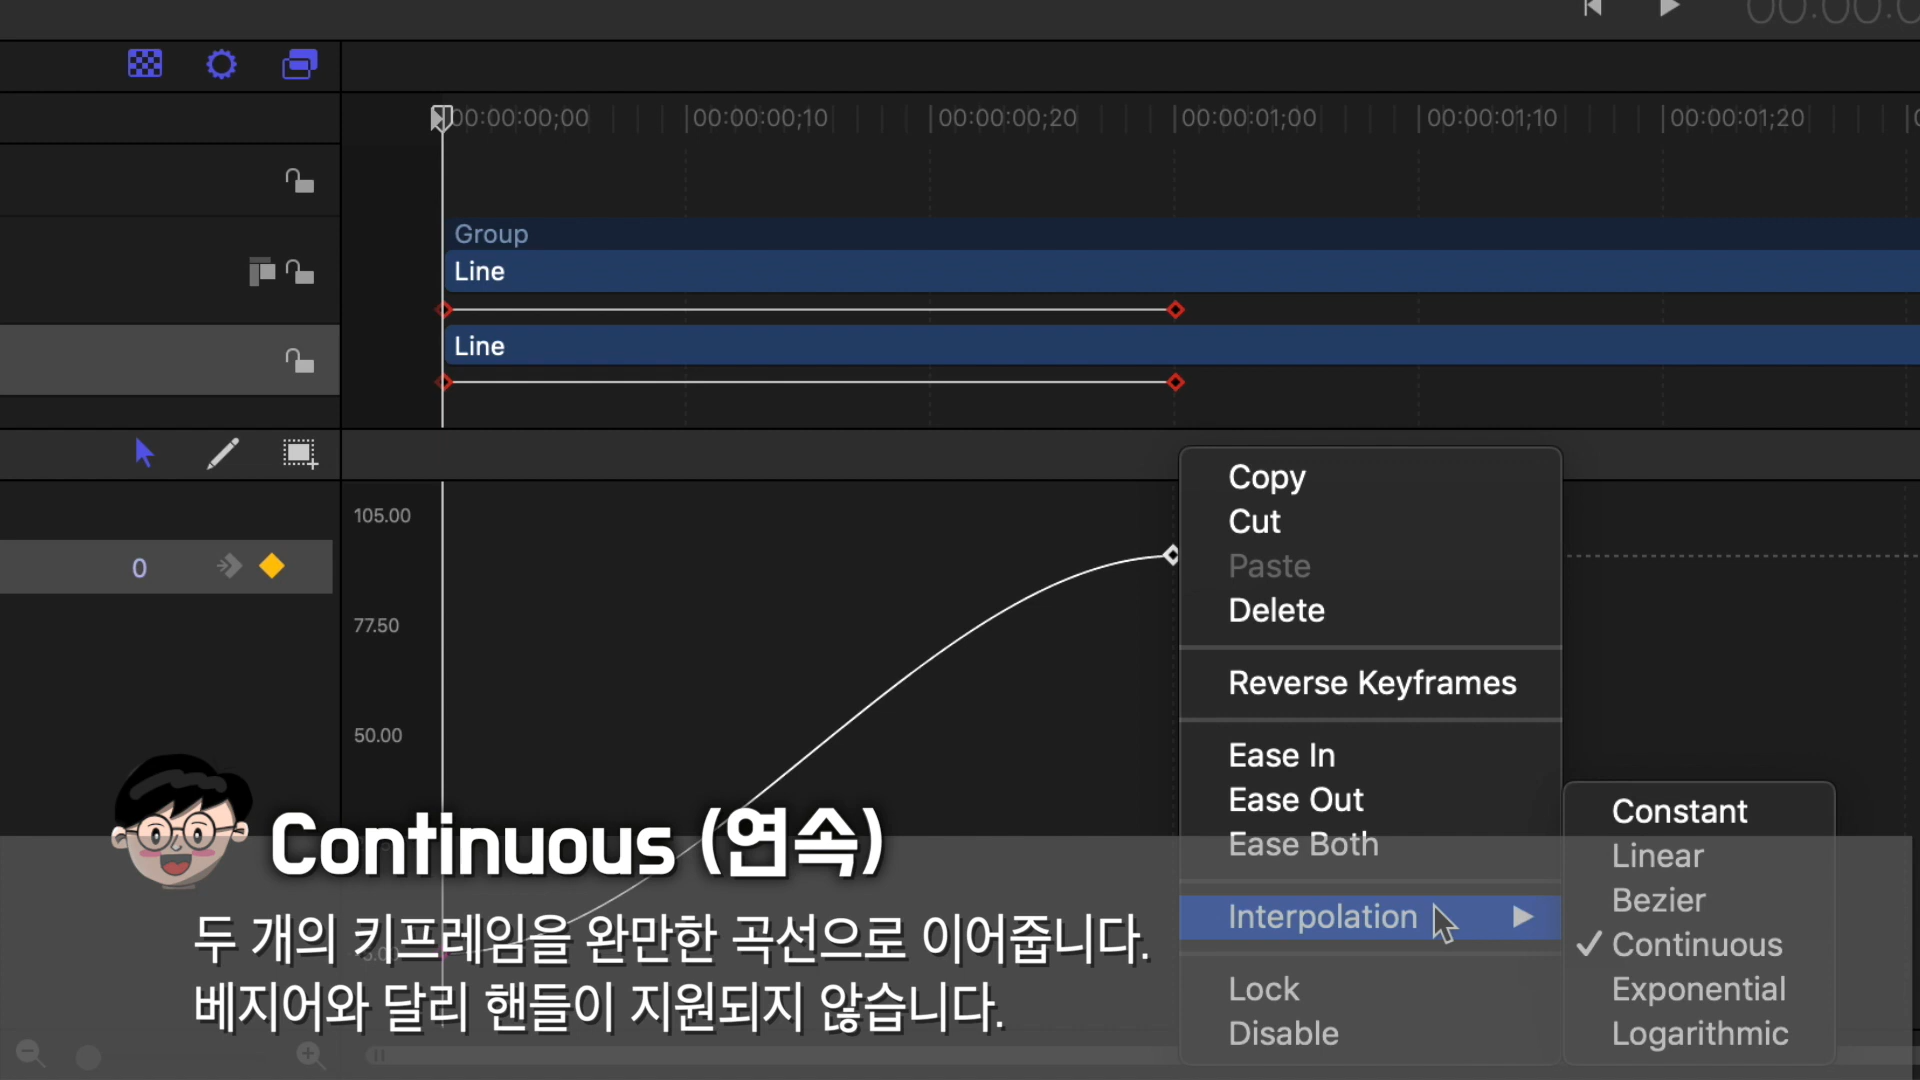 00:00:00;00
00:00:00;10
00:00:00;20
00:00:01;00
00:00:01;10
00:00:01;20
Group
Line
Line
105.00
0
77.50
50.00
Copy
Cut
Paste
Delete
Reverse Keyframes
Ease In
Ease Out
Ease Both
Interpolation
Lock
Disable
Constant
Linear
Bezier
Continuous
Exponential
Logarithmic
Continuous (연속)
두 개의 키프레임을 완만한 곡선으로 이어줍니다.
베지어와 달리 핸들이 지원되지 않습니다.